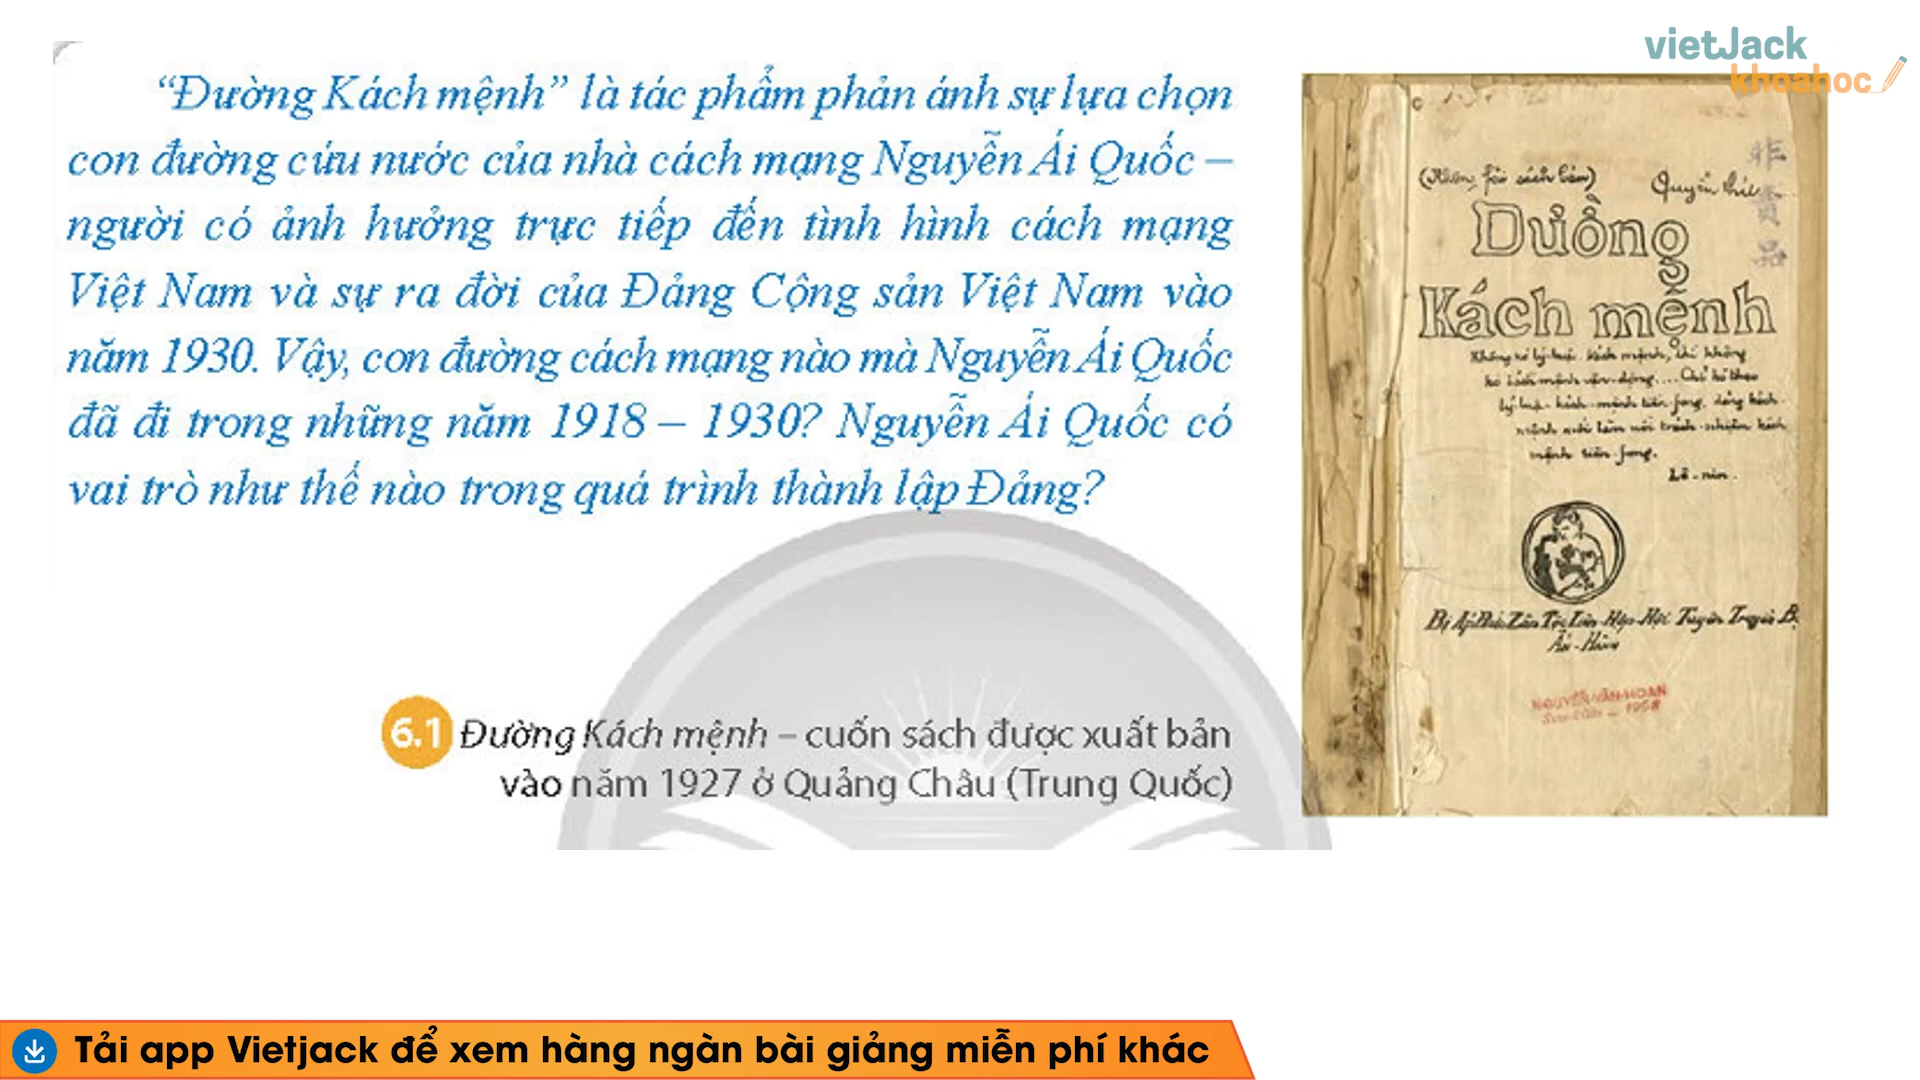 vietJack
khoahoc
“Đường Kách mệnh” là tác phẩm phản ánh sự lựa chọn
con đường cứu nước của nhà cách mạng Nguyễn Ái Quốc –
người có ảnh hưởng trực tiếp đến tình hình cách mạng
Việt Nam và sự ra đời của Đảng Cộng sản Việt Nam vào
năm 1930. Vậy, con đường cách mạng nào mà Nguyễn Ái Quốc
đã đi trong những năm 1918 – 1930? Nguyễn Ái Quốc có
vai trò như thế nào trong quá trình thành lập Đảng?
6.1 Đường Kách mệnh – cuốn sách được xuất bản
vào năm 1927 ở Quảng Châu (Trung Quốc)
Đường
Kách mệnh
Lê-nin.
NGUYỄN-VĂN-HOAN
Tải app Vietjack để xem hàng ngàn bài giảng miễn phí khác